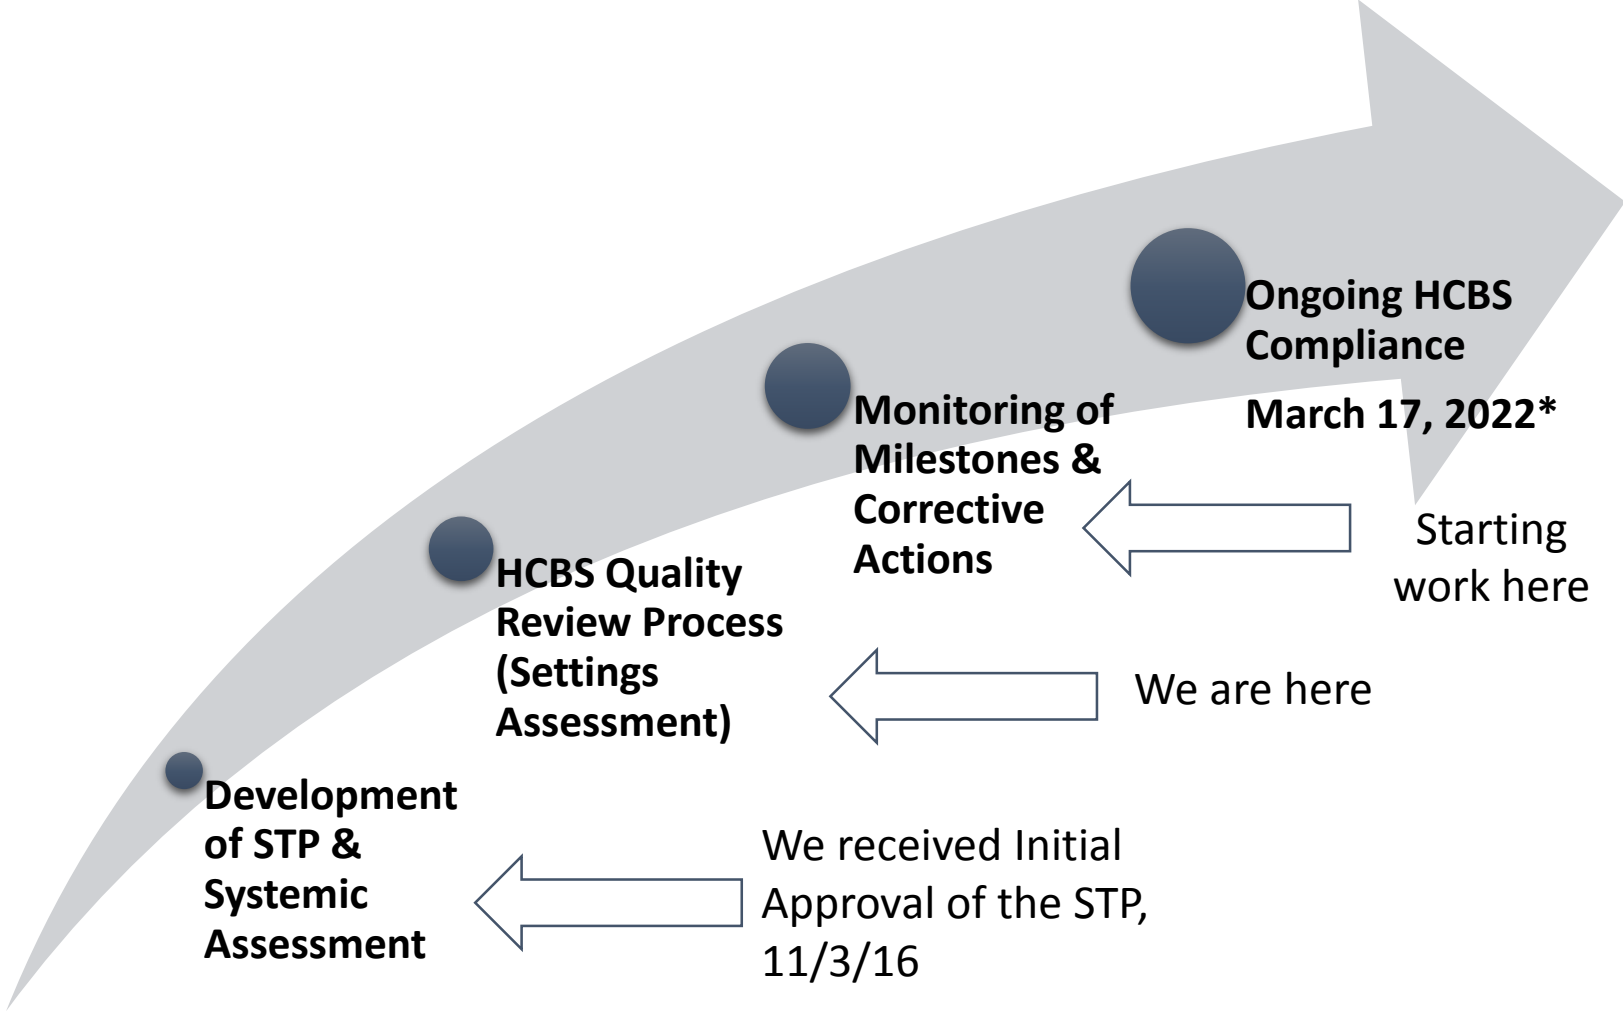 Ongoing HCBS
Compliance
March 17, 2022*
Monitoring of
Milestones &
Corrective
Actions
Starting
work here
HCBS Quality
Review Process
(Settings
Assessment)
We are here
Development
of STP &
Systemic
Assessment
We received Initial
Approval of the STP,
11/3/16